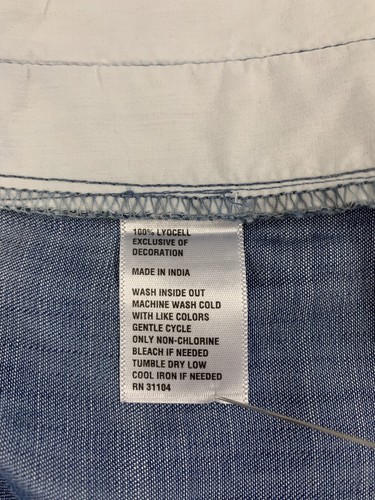 100% LYOCELL
EXCLUSIVE OF
DECORATION
MADE IN INDIA
WASH INSIDE OUT
MACHINE WASH COLD
WITH LIKE COLORS
GENTLE CYCLE
ONLY NON-CHLORINE
BLEACH IF NEEDED
TUMBLE DRY LOW
COOL IRON IF NEEDED
RN 31104